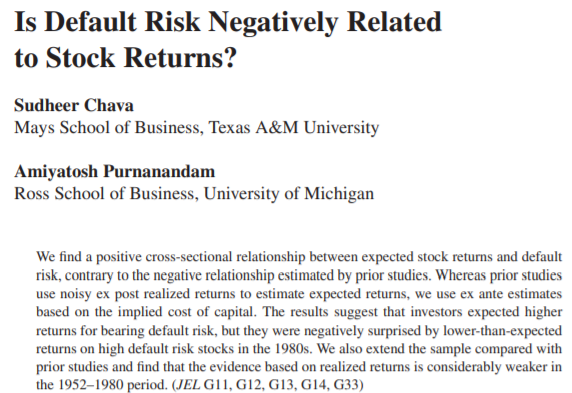 Is Default Risk Negatively Related
to Stock Returns?
Sudheer Chava
Mays School of Business, Texas A&M University
Amiyatosh Purnanandam
Ross School of Business, University of Michigan
We find a positive cross-sectional relationship between expected stock returns and default
risk, contrary to the negative relationship estimated by prior studies. Whereas prior studies
use noisy ex post realized returns to estimate expected returns, we use ex ante estimates
based on the implied cost of capital. The results suggest that investors expected higher
returns for bearing default risk, but they were negatively surprised by lower-than-expected
returns on high default risk stocks in the 1980s. We also extend the sample compared with
prior studies and find that the evidence based on realized returns is considerably weaker in
the 1952–1980 period. (JEL G11, G12, G13, G14, G33)